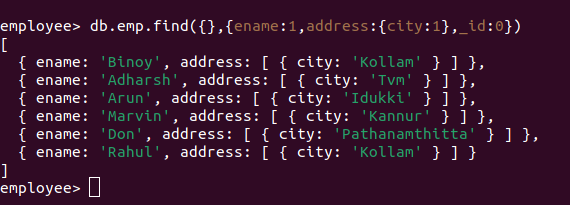 employee> db.emp.find({},{ename:1,address:{city:1},_id:0})
[
  { ename: 'Binoy', address: [ { city: 'Kollam' } ] },
  { ename: 'Adharsh', address: [ { city: 'Tvm' } ] },
  { ename: 'Arun', address: [ { city: 'Idukki' } ] },
  { ename: 'Marvin', address: [ { city: 'Kannur' } ] },
  { ename: 'Don', address: [ { city: 'Pathanamthitta' } ] },
  { ename: 'Rahul', address: [ { city: 'Kollam' } ] }
]
employee>